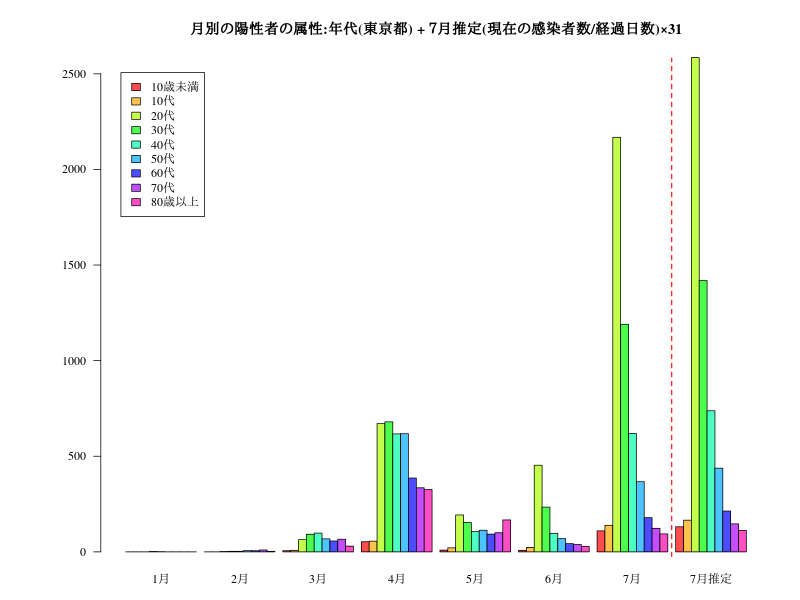 月別の陽性者の属性:年代(東京都) + 7月推定(現在の感染者数/経過日数)×31
2500
2000
1500
1000
500
0
10歳未満
10代
20代
30代
40代
50代
60代
70代
80歳以上
1月 2月 3月 4月 5月 6月 7月 7月推定